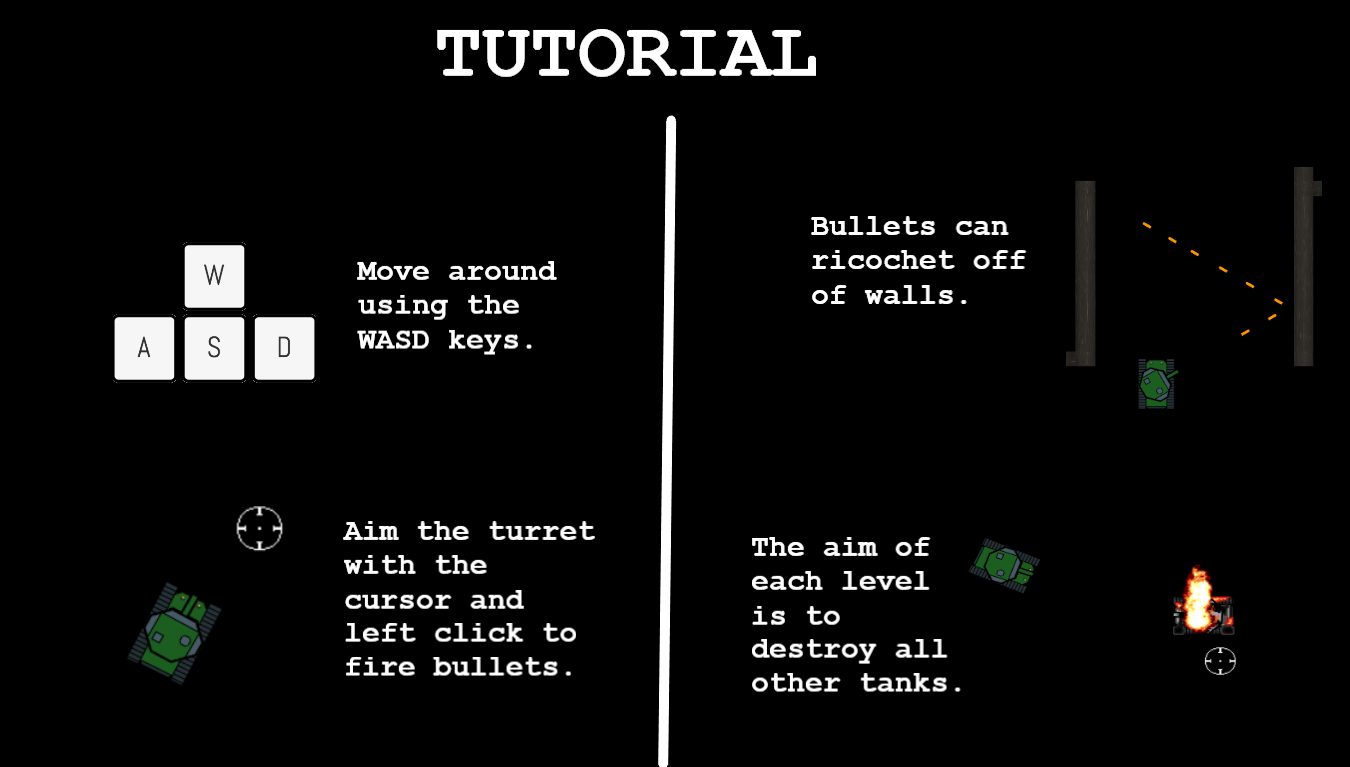 TUTORIAL
W
A S D
Move around
using the
WASD keys.
Aim the turret
with the
cursor and
left click to
fire bullets.
Bullets can
ricochet off
of walls.
The aim of
each level
is to
destroy all
other tanks.